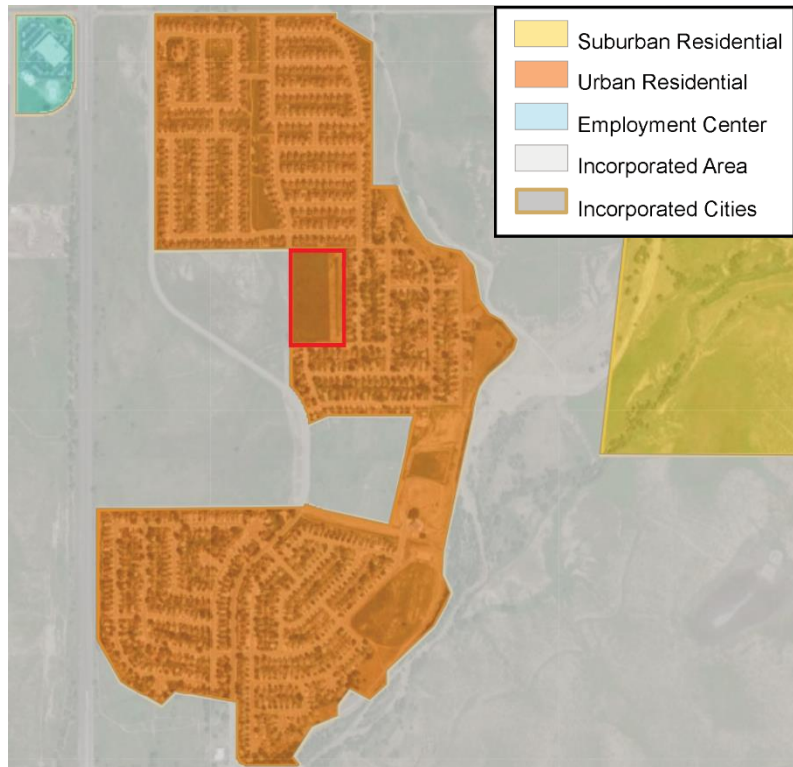 Suburban Residential
Urban Residential
Employment Center
Incorporated Area
Incorporated Cities